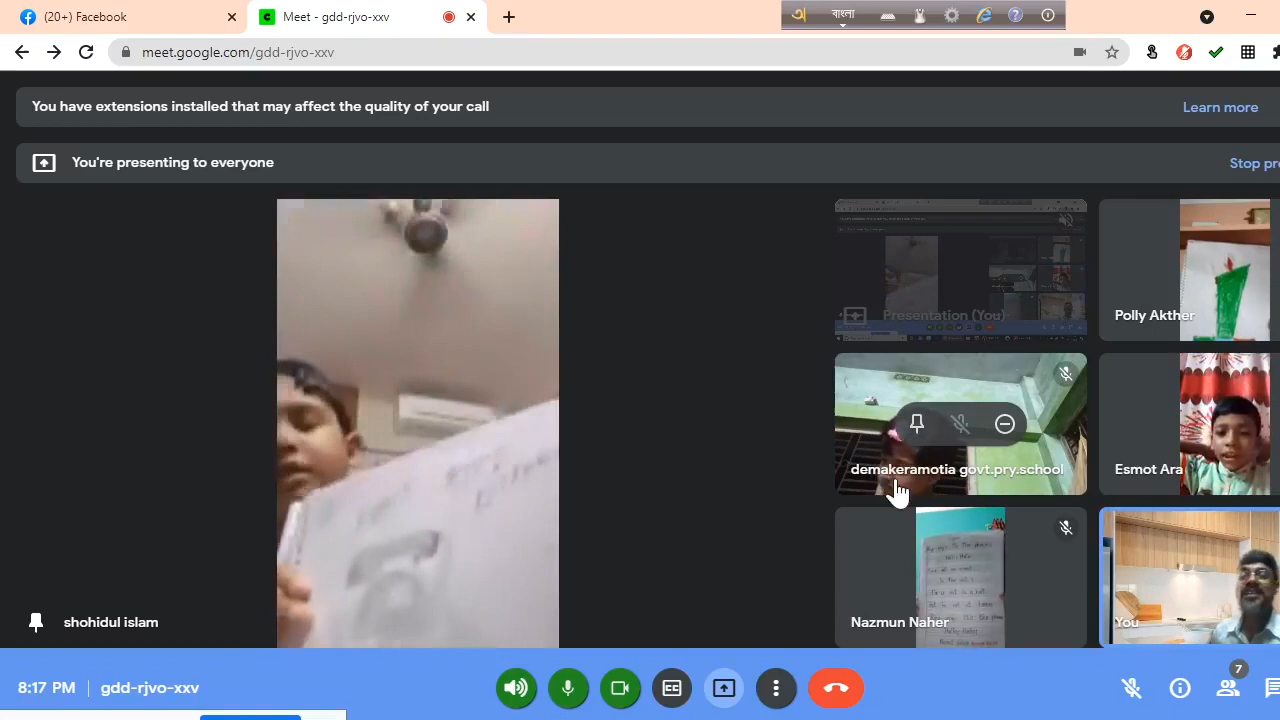 (20+) Facebook
Meet - gdd-rjvo-xxv
অ
বাংলা
meet.google.com/gdd-rjvo-xxv
You have extensions installed that may affect the quality of your call
Learn more
You're presenting to everyone
Stop pre
Presentation (You)
Polly Akther
demakeramotia govt.pry.school
Esmot Ara
Nazmun Naher
You
shohidul islam
8:17 PM
gdd-rjvo-xxv
CC
7